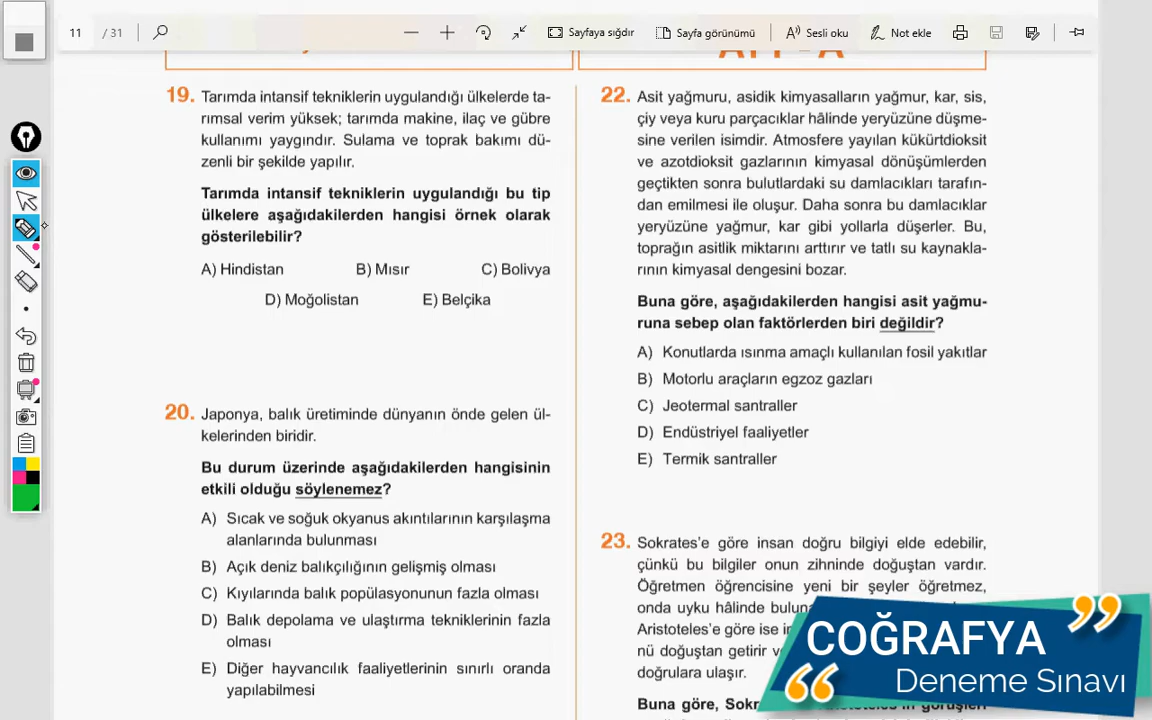 11 / 31
Sayfaya sığdır
Sayfa görünümü
Sesli oku
Not ekle
19. Tarımda intansif tekniklerin uygulandığı ülkelerde ta-
rımsal verim yüksek; tarımda makine, ilaç ve gübre
kullanımı yaygındır. Sulama ve toprak bakımı dü-
zenli bir şekilde yapılır.
Tarımda intansif tekniklerin uygulandığı bu tip
ülkelere aşağıdakilerden hangisi örnek olarak
gösterilebilir?
A) Hindistan B) Mısır C) Bolivya
D) Moğolistan E) Belçika
20. Japonya, balık üretiminde dünyanın önde gelen ül-
kelerinden biridir.
Bu durum üzerinde aşağıdakilerden hangisinin
etkili olduğu söylenemez?
A) Sıcak ve soğuk okyanus akıntılarının karşılaşma
alanlarında bulunması
B) Açık deniz balıkçılığının gelişmiş olması
C) Kıyılarında balık popülasyonunun fazla olması
D) Balık depolama ve ulaştırma tekniklerinin fazla
olması
E) Diğer hayvancılık faaliyetlerinin sınırlı oranda
yapılabilmesi
22. Asit yağmuru, asidik kimyasalların yağmur, kar, sis,
çiy veya kuru parçacıklar hâlinde yeryüzüne düşme-
sine verilen isimdir. Atmosfere yayılan kükürtdioksit
ve azotdioksit gazlarının kimyasal dönüşümlerden
geçtikten sonra bulutlardaki su damlacıkları tarafın-
dan emilmesi ile oluşur. Daha sonra bu damlacıklar
yeryüzüne yağmur, kar gibi yollarla düşerler. Bu,
toprağın asitlik miktarını arttırır ve tatlı su kaynakla-
rının kimyasal dengesini bozar.
Buna göre, aşağıdakilerden hangisi asit yağmu-
runa sebep olan faktörlerden biri değildir?
A) Konutlarda ısınma amaçlı kullanılan fosil yakıtlar
B) Motorlu araçların egzoz gazları
C) Jeotermal santraller
D) Endüstriyel faaliyetler
E) Termik santraller
23. Sokrates'e göre insan doğru bilgiyi elde edebilir,
çünkü bu bilgiler onun zihninde doğuştan vardır.
Öğretmen öğrencisine yeni bir şeyler öğretmez,
onda uyku hâlinde
Aristoteles'e göre ise
nü doğuştan getirir
doğrulara ulaşır.
Buna göre,
COĞRAFYA
Deneme Sınavı